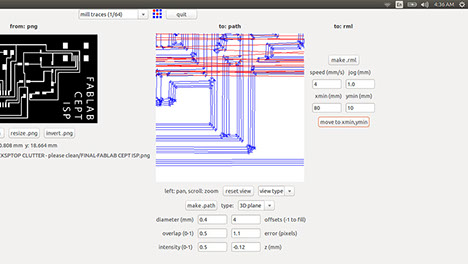 En
4:36 AM
mill traces (1/64)
quit
from: png
to: path
to: rml
make .rml
speed (mm/s)
jog (mm)
4
1.0
xmin (mm)
ymin (mm)
80
10
move to xmin,ymin
FABLAB
CEPT
ISP
resize .png
invert .png
0.808 mm y: 18.664 mm
KSPTOP CLUTTER - please clean/FINAL-FABLAB CEPT-ISP.png
left: pan, scroll: zoom
reset view
view type
make .path
type:
3D plane
diameter (mm)
0.4
4
offsets (-1 to fill)
overlap (0-1)
0.5
1.1
error (pixels)
intensity (0-1)
0.5
-0.12
z (mm)